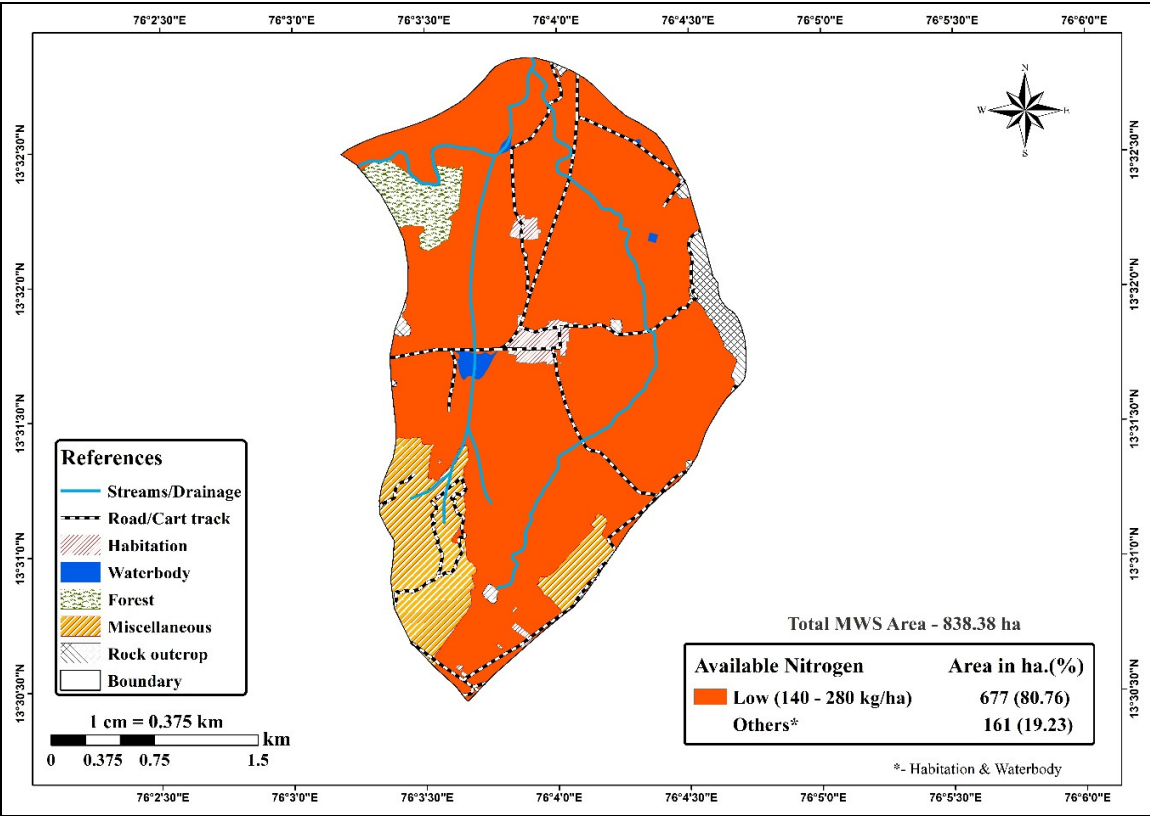 76°2'30"E 76°3'0"E 76°3'30"E 76°4'0"E 76°4'30"E 76°5'0"E 76°5'30"E 76°6'0"E
N
W E
S
13°32'30"N 13°32'30"N
13°32'0"N 13°32'0"N
13°31'30"N 13°31'30"N
13°31'0"N 13°31'0"N
13°30'30"N 13°30'30"N
References
Streams/Drainage
Road/Cart track
Habitation
Waterbody
Forest
Miscellaneous
Rock outcrop
Boundary
1 cm = 0.375 km
km
0 0.375 0.75 1.5
Total MWS Area - 838.38 ha
Available Nitrogen Area in ha.(%)
Low (140 - 280 kg/ha) 677 (80.76)
Others* 161 (19.23)
*- Habitation & Waterbody
76°2'30"E 76°3'0"E 76°3'30"E 76°4'0"E 76°4'30"E 76°5'0"E 76°5'30"E 76°6'0"E